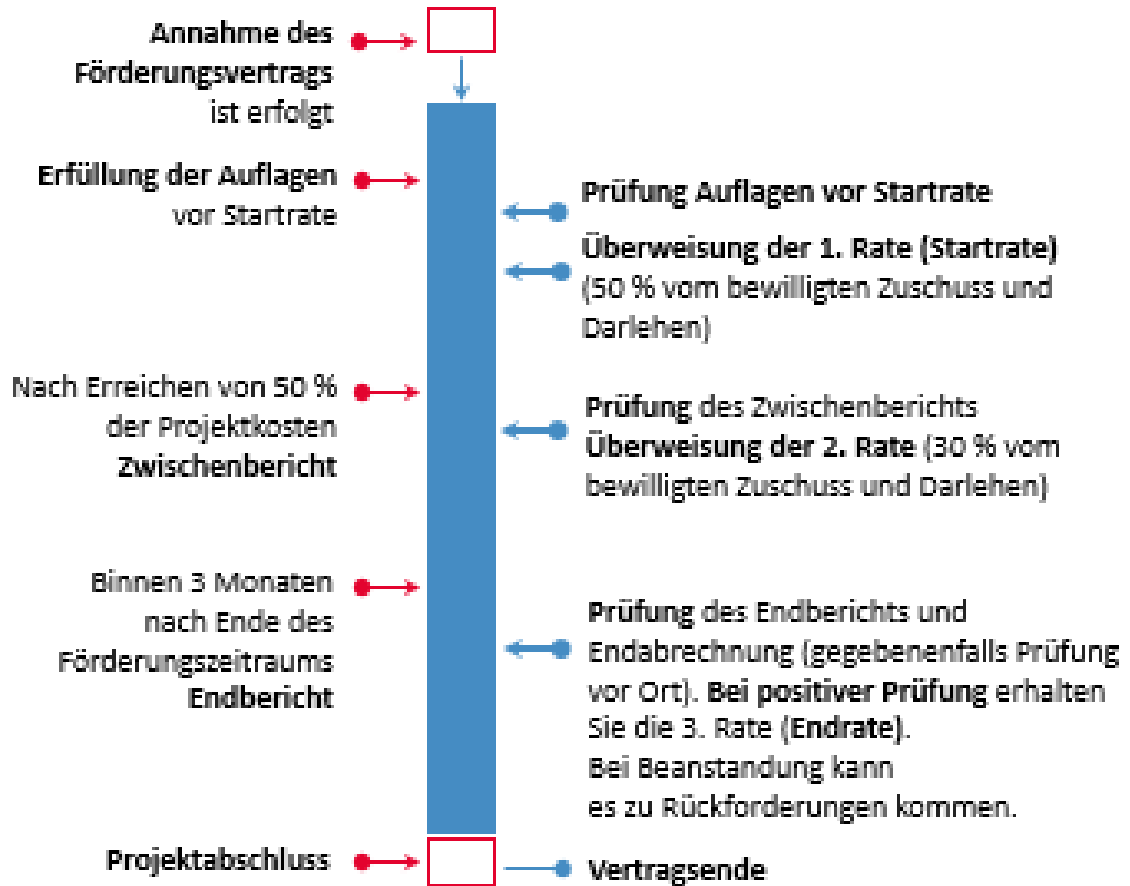 Annahme des
Förderungsvertrags
ist erfolgt
Erfüllung der Auflagen
vor Startrate
Prüfung Auflagen vor Startrate
Überweisung der 1. Rate (Startrate)
(50 % vom bewilligten Zuschuss und
Darlehen)
Nach Erreichen von 50 %
der Projektkosten
Zwischenbericht
Prüfung des Zwischenberichts
Überweisung der 2. Rate (30 % vom
bewilligten Zuschuss und Darlehen)
Binnen 3 Monaten
nach Ende des
Förderungszeitraums
Endbericht
Prüfung des Endberichts und
Endabrechnung (gegebenenfalls Prüfung
vor Ort). Bei positiver Prüfung erhalten
Sie die 3. Rate (Endrate).
Bei Beanstandung kann
es zu Rückforderungen kommen.
Projektabschluss
Vertragsende